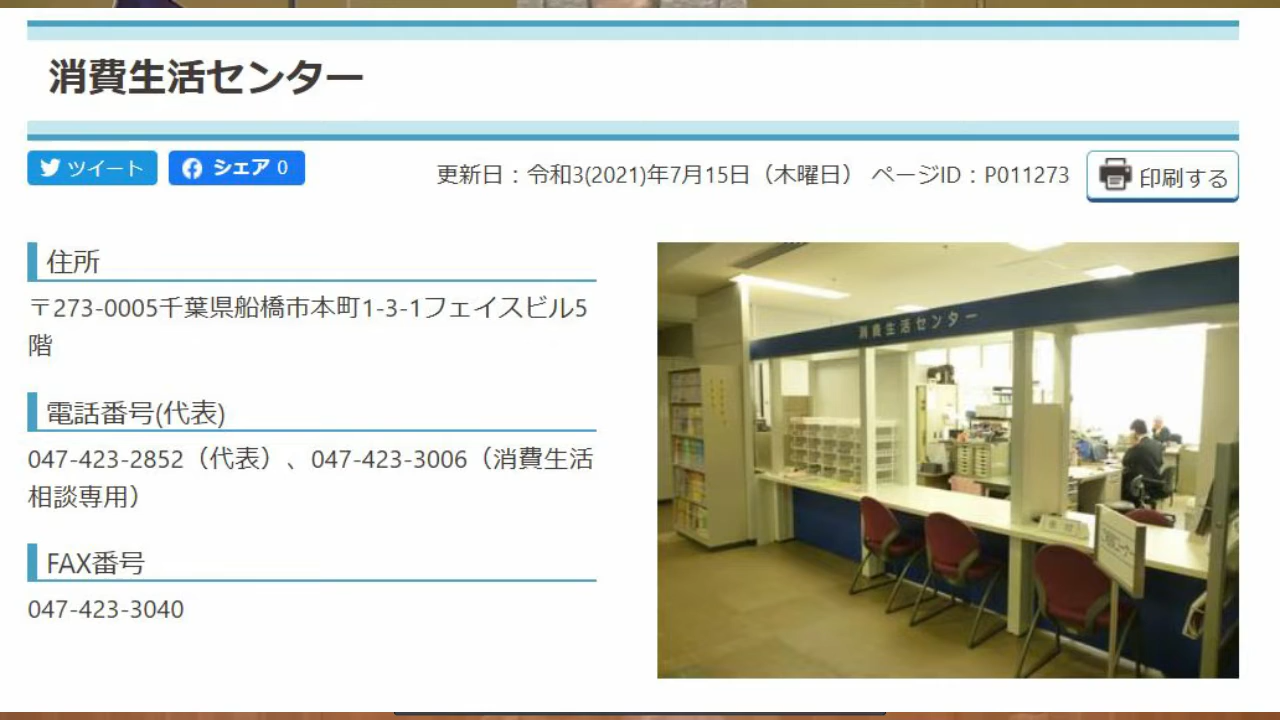 消費生活センター
ツイート
シェア 0
更新日：令和3(2021)年7月15日（木曜日） ページID：P011273
印刷する
住所
〒273-0005千葉県船橋市本町1-3-1フェイスビル5
階
電話番号(代表)
047-423-2852（代表）、047-423-3006（消費生活
相談専用）
FAX番号
047-423-3040
消費生活センター